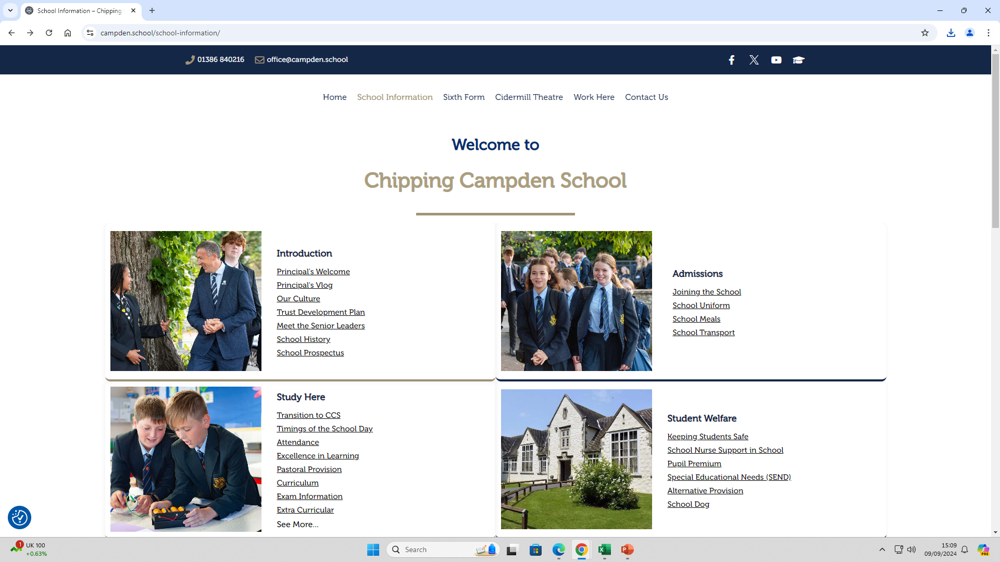 School Information – Chipping
campden.school/school-information/
01386 840216 office@campden.school
Home School Information Sixth Form Cidermill Theatre Work Here Contact Us
Welcome to
Chipping Campden School
Introduction
Principal's Welcome
Principal's Vlog
Our Culture
Trust Development Plan
Meet the Senior Leaders
School History
School Prospectus
Admissions
Joining the School
School Uniform
School Meals
School Transport
Study Here
Transition to CCS
Timings of the School Day
Attendance
Excellence in Learning
Pastoral Provision
Curriculum
Exam Information
Extra Curricular
See More...
Student Welfare
Keeping Students Safe
School Nurse Support in School
Pupil Premium
Special Educational Needs (SEND)
Alternative Provision
School Dog
1
UK 100
+0.63%
Search
15:09
09/09/2024
PRE